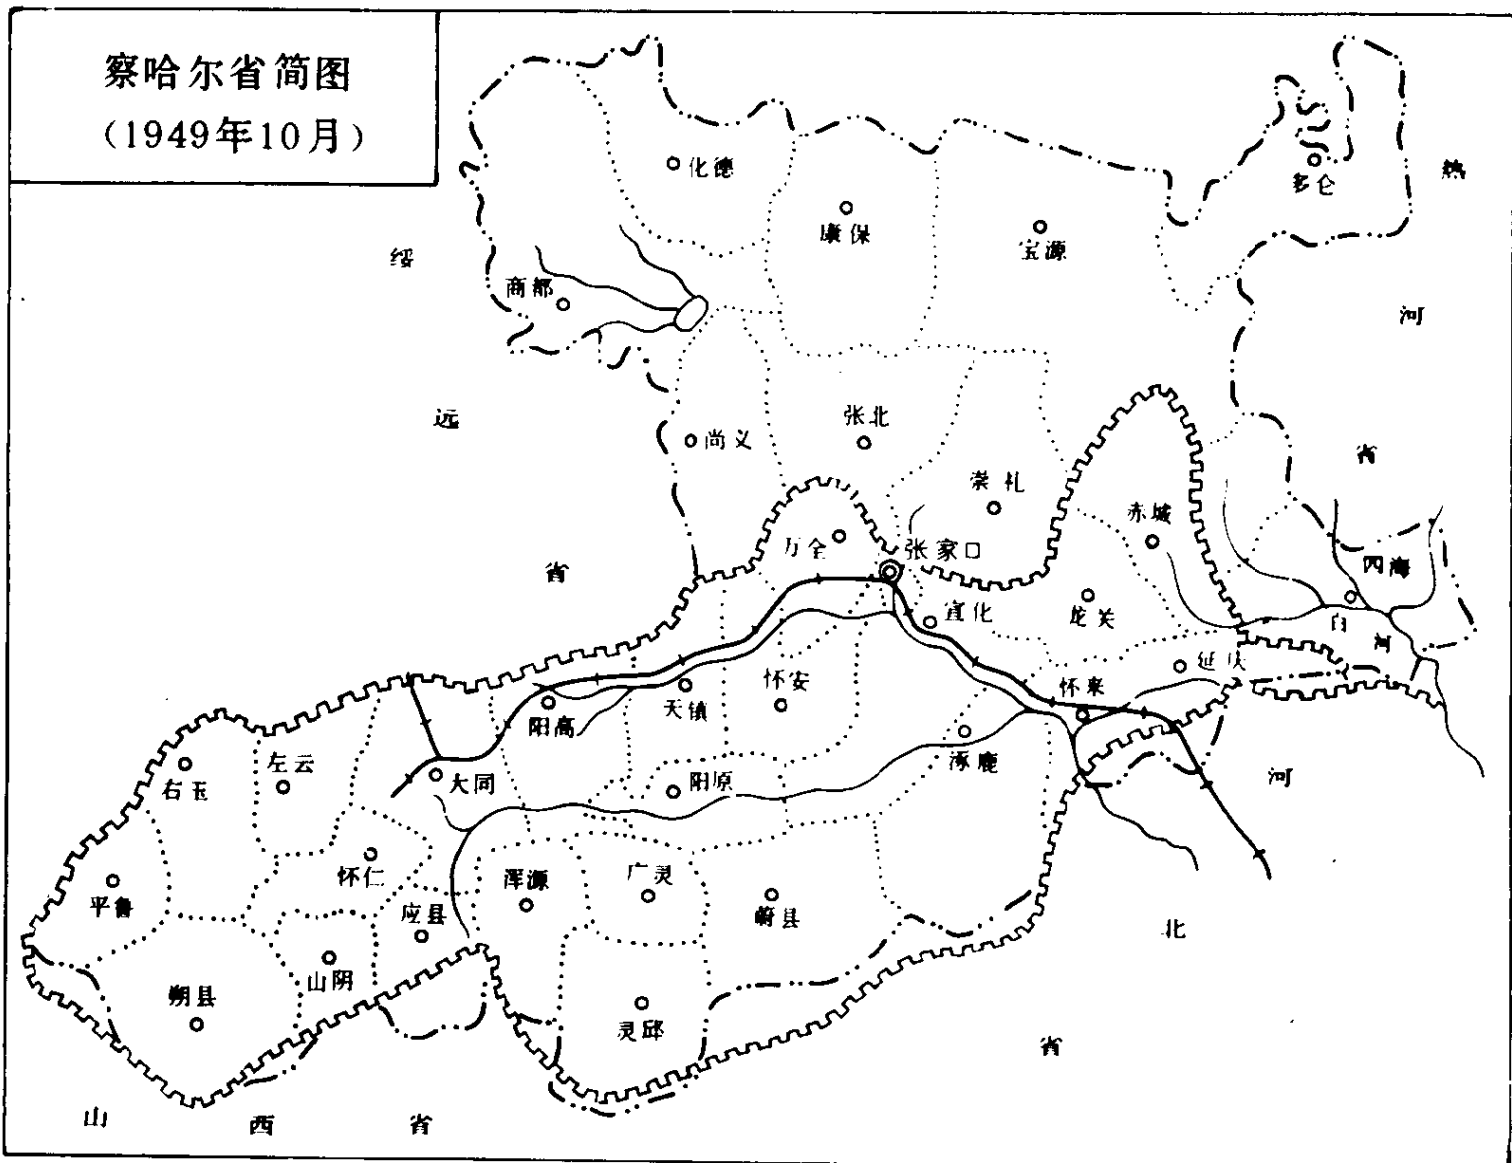 察哈尔省简图
（1949年10月）
热
河
省
绥
远
省
化德
多仑
康保
宝源
商都
张北
尚义
崇礼
赤城
万全
张家口
四海
宣化
龙关
白
河
延庆
怀来
怀安
天镇
阳高
涿鹿
大同
左云
右玉
阳原
怀仁
浑源
广灵
蔚县
平鲁
应县
山阴
朔县
灵邱
河
北
省
山
西
省